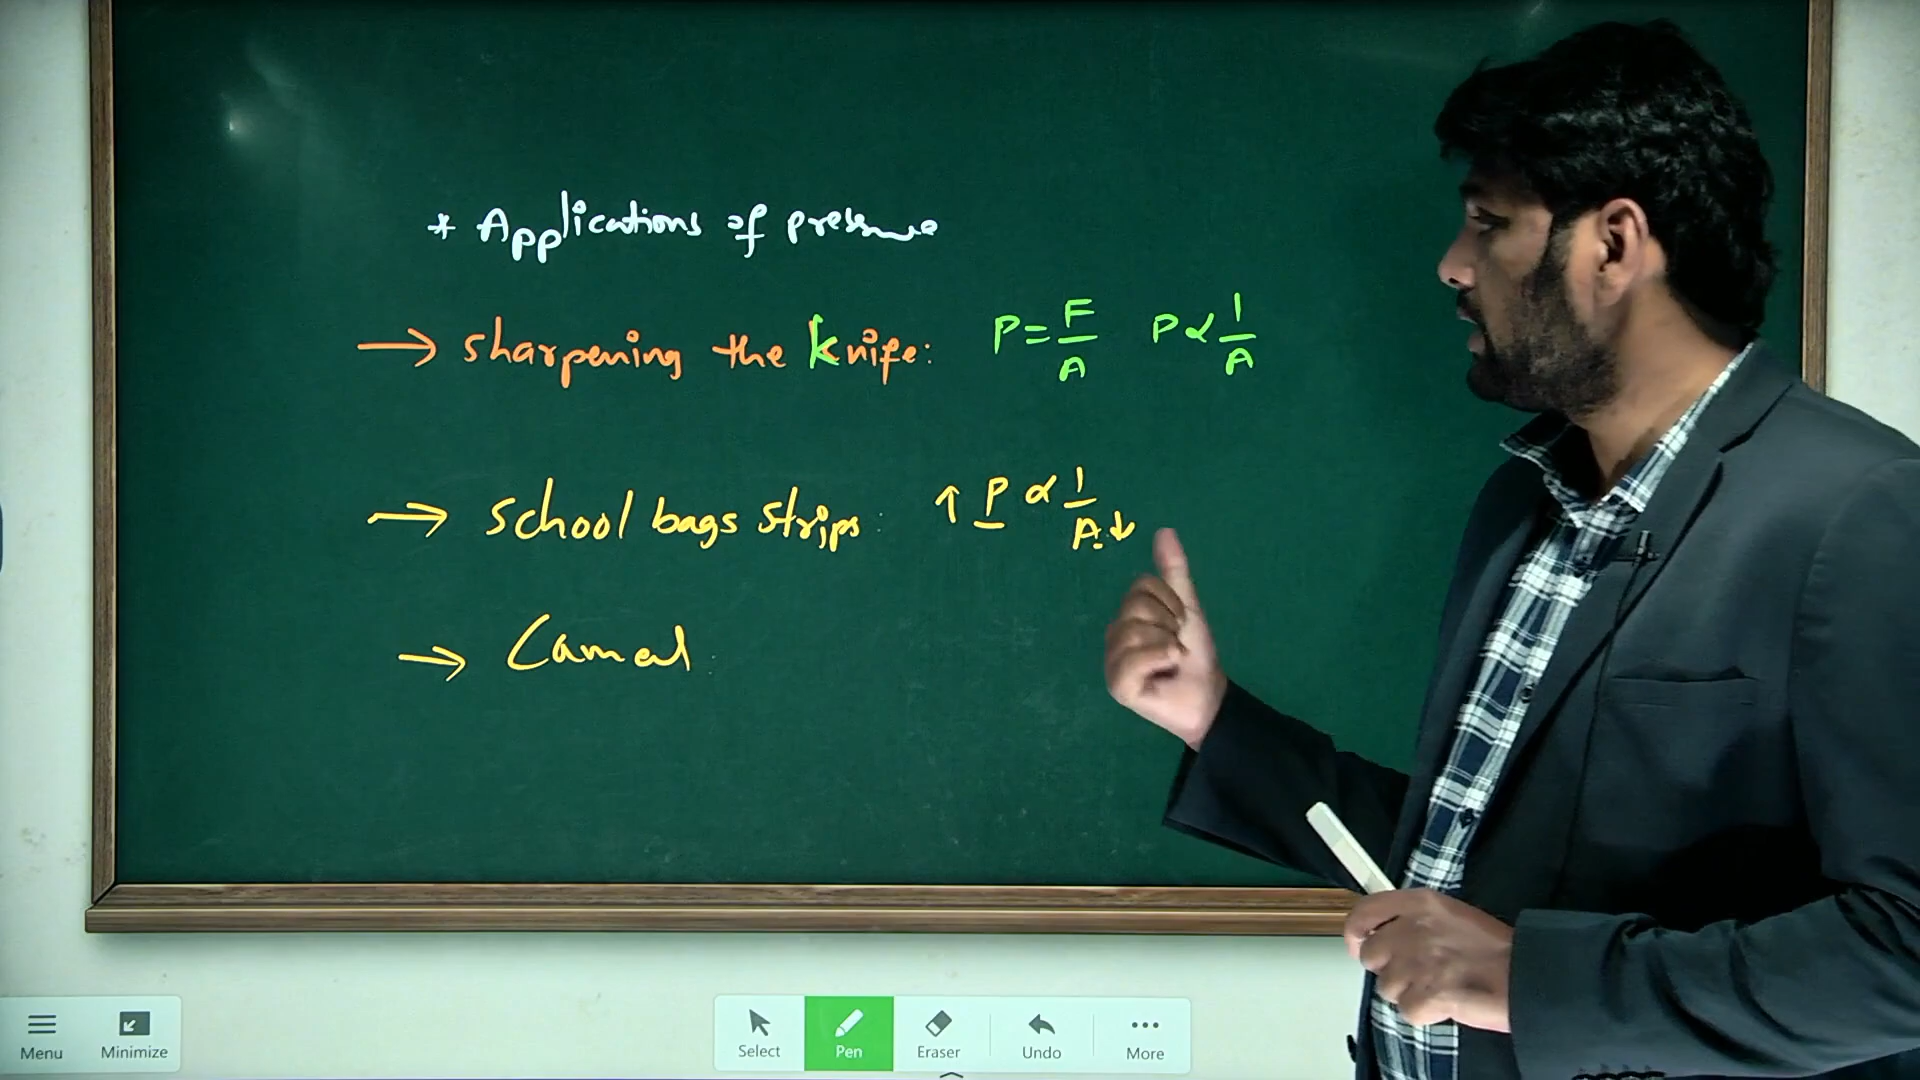 * Applications of pressure
→ sharpening the knife: P = F/A P ∝ 1/A
→ school bags strips: ↑ P ∝ 1/A ↓
→ Camel
Menu Minimize Select Pen Eraser Undo More